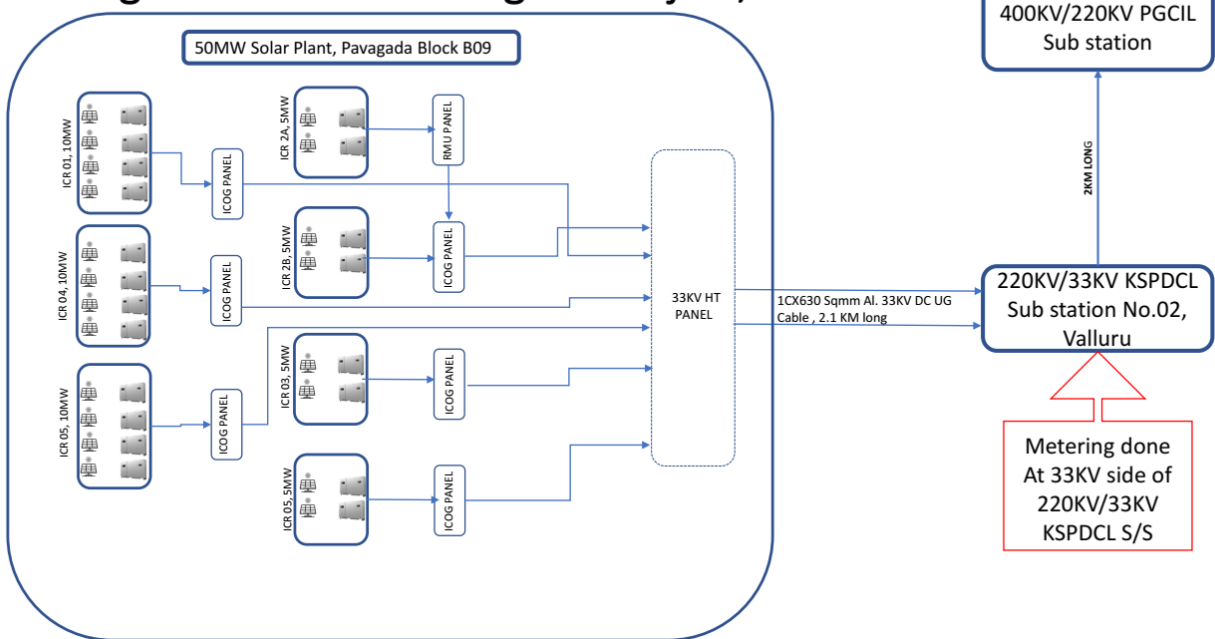 50MW Solar Plant, Pavagada Block B09
ICR 01, 10MW
ICOG PANEL
ICR 2A, 5MW
RMU PANEL
ICR 2B, 5MW
ICOG PANEL
ICR 04, 10MW
ICOG PANEL
ICR 03, 5MW
ICOG PANEL
ICR 05, 10MW
ICOG PANEL
ICR 05, 5MW
ICOG PANEL
33KV HT
PANEL
1CX630 Sqmm Al. 33KV DC UG
Cable , 2.1 KM long
400KV/220KV PGCIL
Sub station
2KM LONG
220KV/33KV KSPDCL
Sub station No.02,
Valluru
Metering done
At 33KV side of
220KV/33KV
KSPDCL S/S